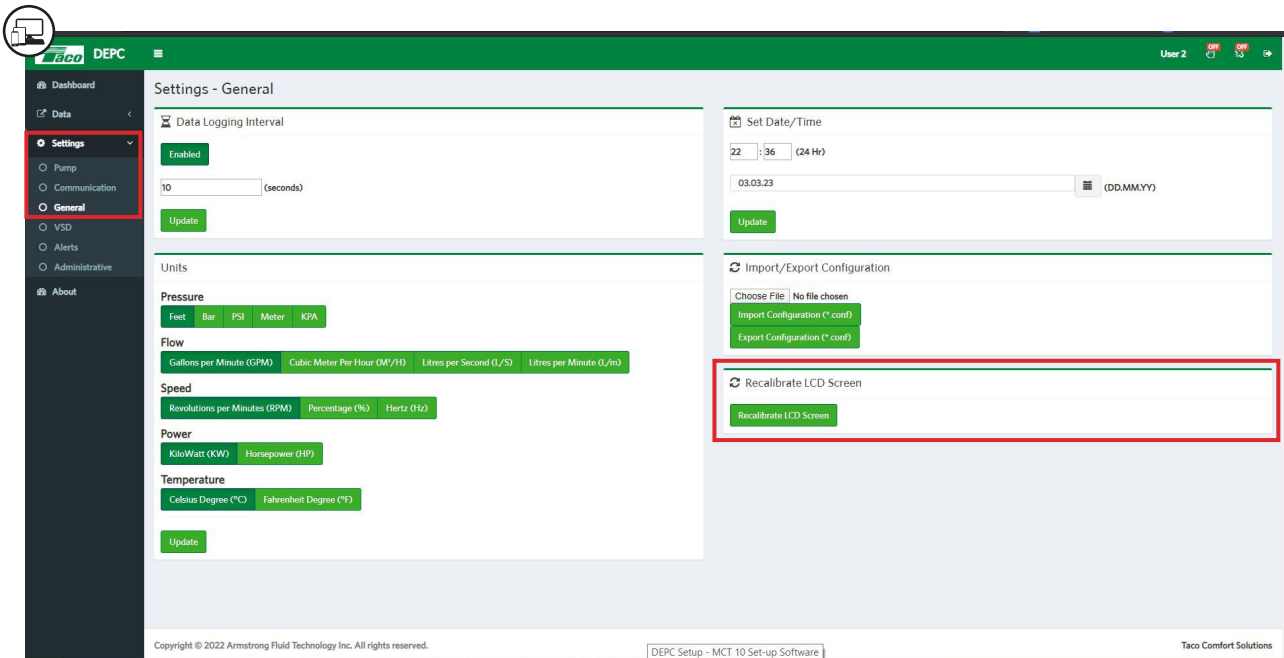 Taco DEPC
User 2
OFF
OFF
Dashboard
Data
Settings
Pump
Communication
General
VSD
Alerts
Administrative
About
Settings - General
Data Logging Interval
Enabled
10 (seconds)
Update
Set Date/Time
22 : 36 (24 Hr)
03.03.23 (DD.MM.YY)
Update
Units
Pressure
Feet Bar PSI Meter KPA
Flow
Gallons per Minute (GPM) Cubic Meter Per Hour (M³/H) Litres per Second (L/S) Litres per Minute (L/m)
Speed
Revolutions per Minutes (RPM) Percentage (%) Hertz (Hz)
Power
KiloWatt (KW) Horsepower (HP)
Temperature
Celsius Degree (ºC) Fahrenheit Degree (ºF)
Update
Import/Export Configuration
Choose File No file chosen
Import Configuration (*.conf)
Export Configuration (*.conf)
Recalibrate LCD Screen
Recalibrate LCD Screen
Copyright © 2022 Armstrong Fluid Technology Inc. All rights reserved.
DEPC Setup - MCT 10 Set-up Software
Taco Comfort Solutions